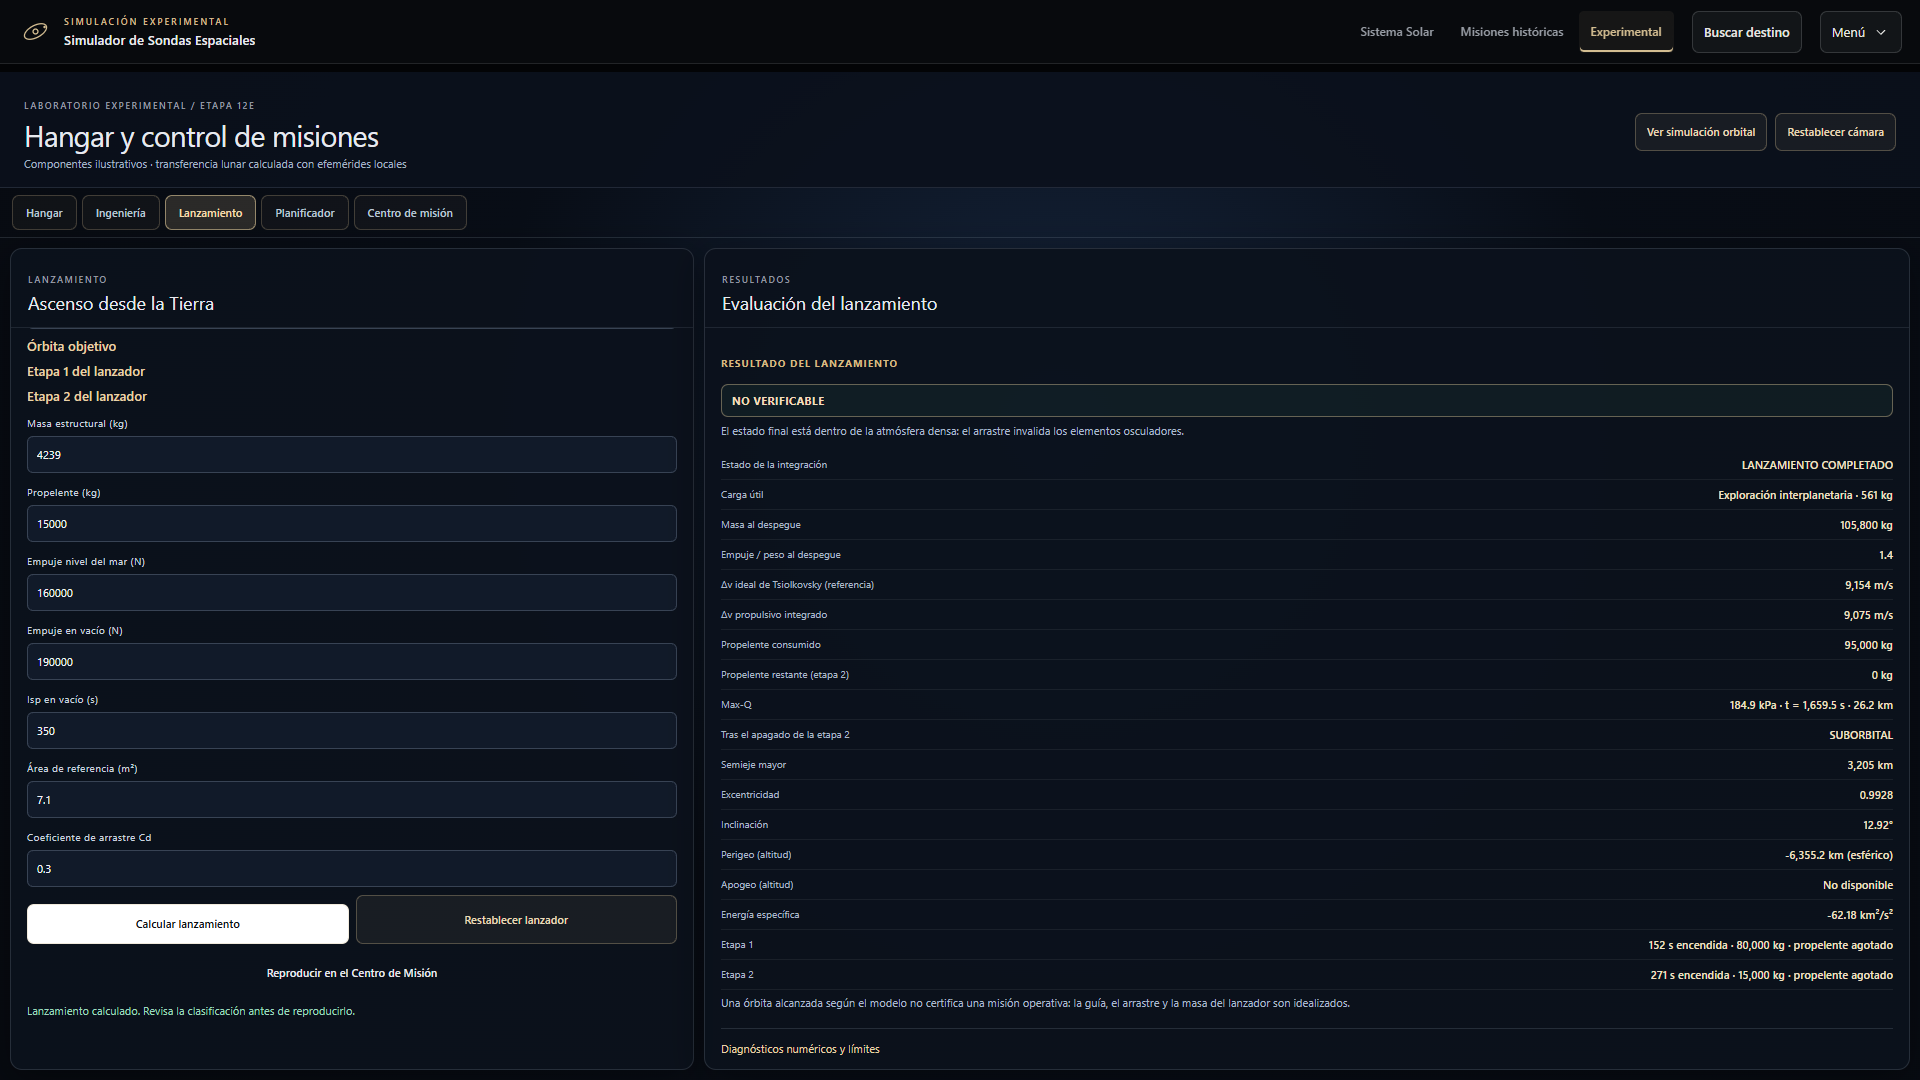 SIMULACIÓN EXPERIMENTAL
Simulador de Sondas Espaciales
Sistema Solar
Misiones históricas
Experimental
Buscar destino
Menú
LABORATORIO EXPERIMENTAL / ETAPA 12E
Hangar y control de misiones
Componentes ilustrativos · transferencia lunar calculada con efemérides locales
Ver simulación orbital
Restablecer cámara
Hangar
Ingeniería
Lanzamiento
Planificador
Centro de misión
LANZAMIENTO
Ascenso desde la Tierra
Órbita objetivo
Etapa 1 del lanzador
Etapa 2 del lanzador
Masa estructural (kg)
4239
Propelente (kg)
15000
Empuje nivel del mar (N)
160000
Empuje en vacío (N)
190000
Isp en vacío (s)
350
Área de referencia (m²)
7.1
Coeficiente de arrastre Cd
0.3
Calcular lanzamiento
Restablecer lanzador
Reproducir en el Centro de Misión
Lanzamiento calculado. Revisa la clasificación antes de reproducirlo.
RESULTADOS
Evaluación del lanzamiento
RESULTADO DEL LANZAMIENTO
NO VERIFICABLE
El estado final está dentro de la atmósfera densa: el arrastre invalida los elementos osculadores.
Estado de la integración LANZAMIENTO COMPLETADO
Carga útil Exploración interplanetaria · 561 kg
Masa al despegue 105,800 kg
Empuje / peso al despegue 1.4
Δv ideal de Tsiolkovsky (referencia) 9,154 m/s
Δv propulsivo integrado 9,075 m/s
Propelente consumido 95,000 kg
Propelente restante (etapa 2) 0 kg
Max-Q 184.9 kPa · t = 1,659.5 s · 26.2 km
Tras el apagado de la etapa 2 SUBORBITAL
Semieje mayor 3,205 km
Excentricidad 0.9928
Inclinación 12.92°
Perigeo (altitud) -6,355.2 km (esférico)
Apogeo (altitud) No disponible
Energía específica -62.18 km²/s²
Etapa 1 152 s encendida · 80,000 kg · propelente agotado
Etapa 2 271 s encendida · 15,000 kg · propelente agotado
Una órbita alcanzada según el modelo no certifica una misión operativa: la guía, el arrastre y la masa del lanzador son idealizados.
Diagnósticos numéricos y límites